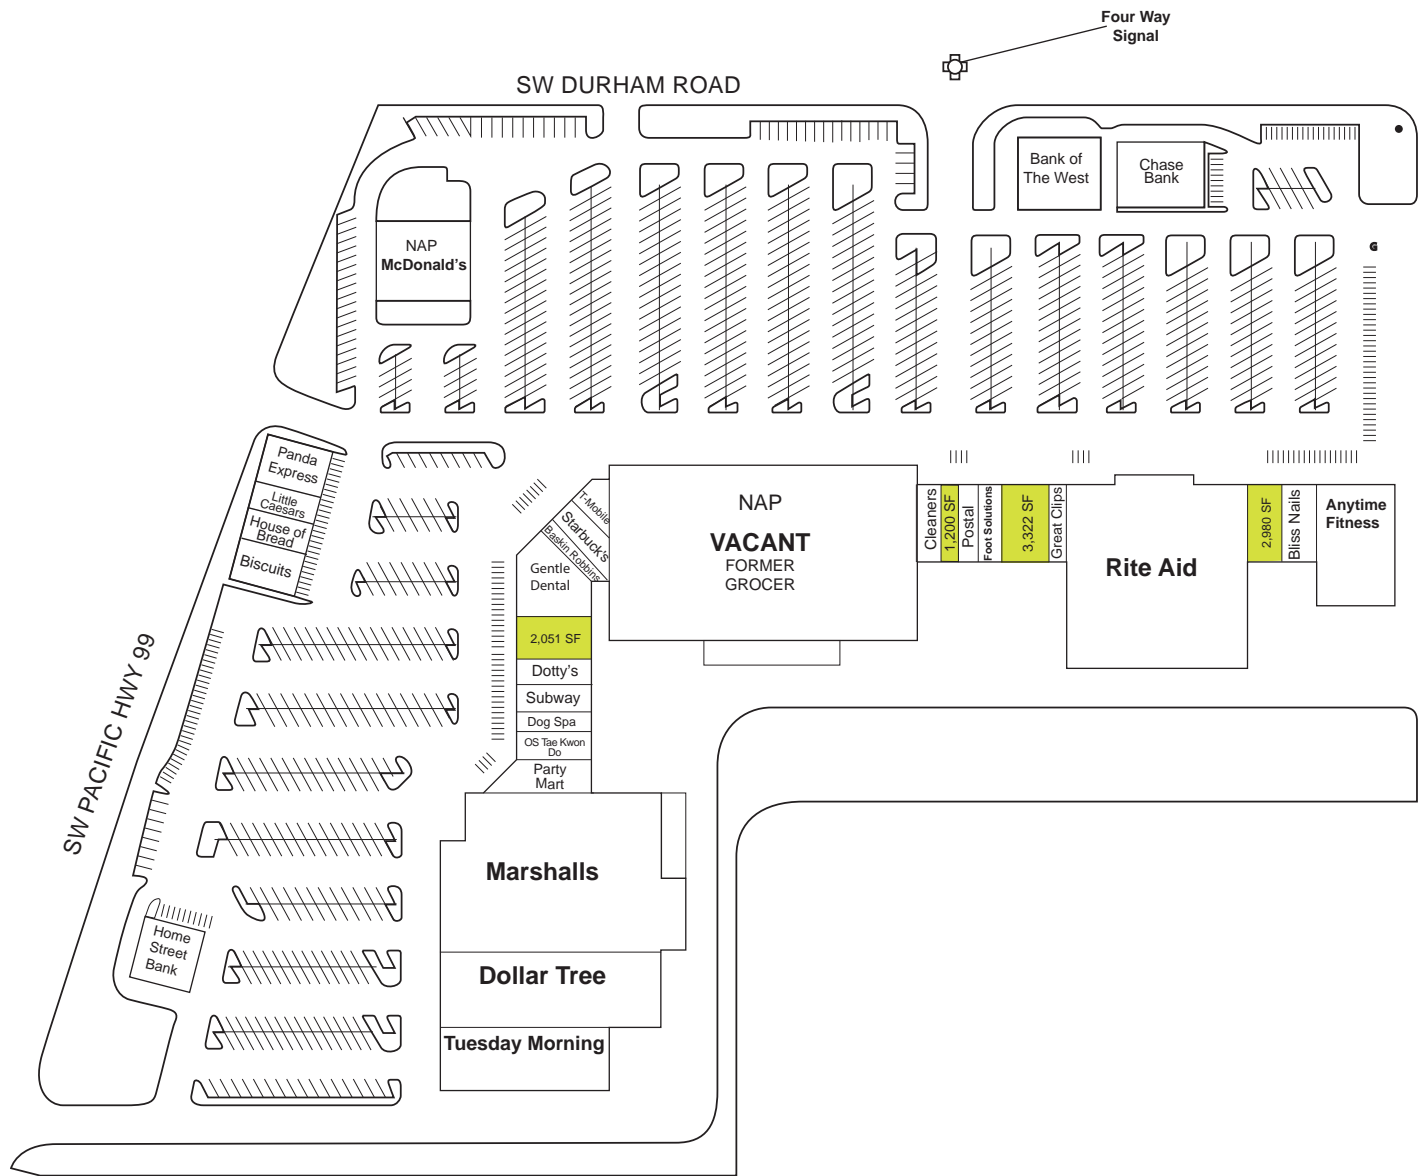 Four Way
Signal
SW DURHAM ROAD
Bank of
The West
Chase
Bank
NAP
McDonald's
G
Panda
Express
Little
Caesars
House of
Bread
Biscuits
T-Mobile
Starbuck's
Baskin Robbins
Gentle
Dental
NAP
VACANT
FORMER
GROCER
Cleaners
1,200 SF
Postal
Foot Solutions
3,322 SF
Great Clips
Rite Aid
2,980 SF
Bliss Nails
Anytime
Fitness
2,051 SF
Dotty's
Subway
Dog Spa
OS Tae Kwon
Do
Party
Mart
SW PACIFIC HWY 99
Marshalls
Home
Street
Bank
Dollar Tree
Tuesday Morning